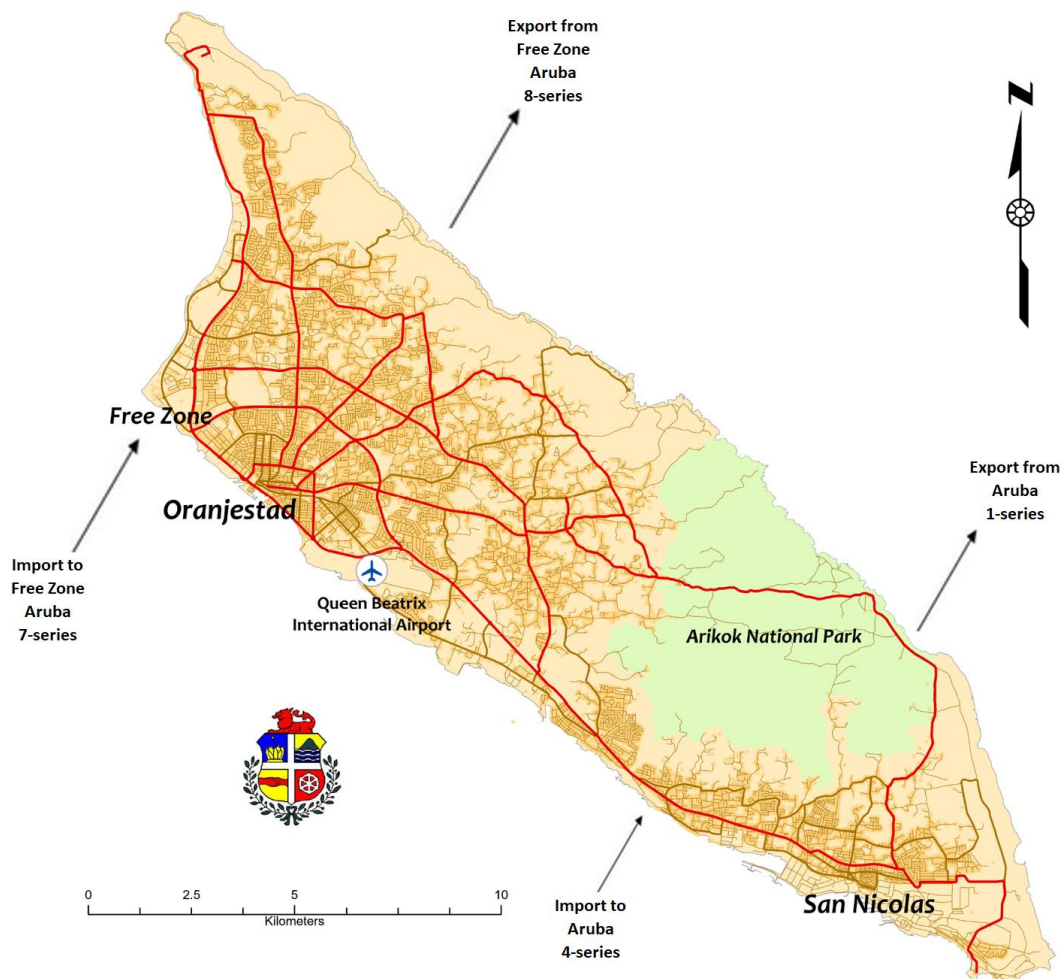 Export from
Free Zone
Aruba
8-series
N
Free Zone
Oranjestad
Export from
Aruba
1-series
Import to
Free Zone
Aruba
7-series
Queen Beatrix
International Airport
Arikok National Park
Import to
Aruba
4-series
San Nicolas
0 2.5 5 10
Kilometers